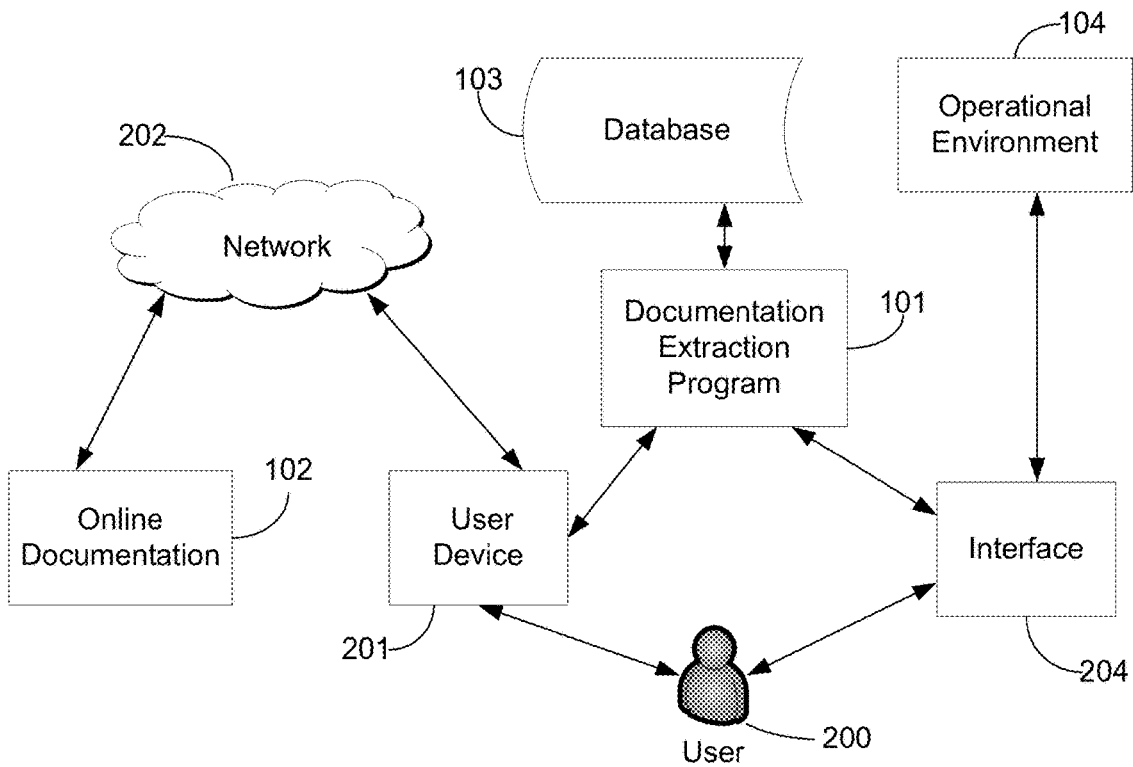 104
103
Database
Operational
Environment
202
Network
Documentation
Extraction
Program
101
102
Online
Documentation
User
Device
Interface
201
204
200
User